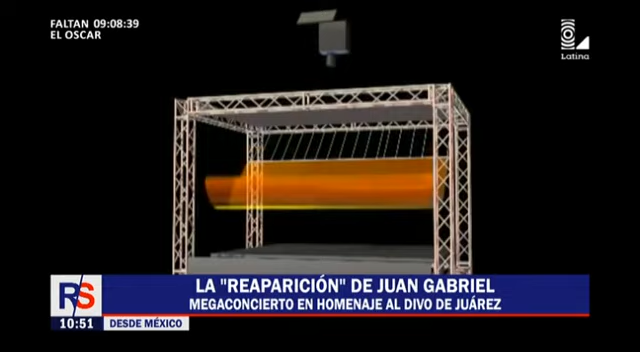 FALTAN 09:08:39
EL OSCAR
Latina
LA "REAPARICIÓN" DE JUAN GABRIEL
MEGACONCIERTO EN HOMENAJE AL DIVO DE JUÁREZ
RS
10:51 DESDE MÉXICO